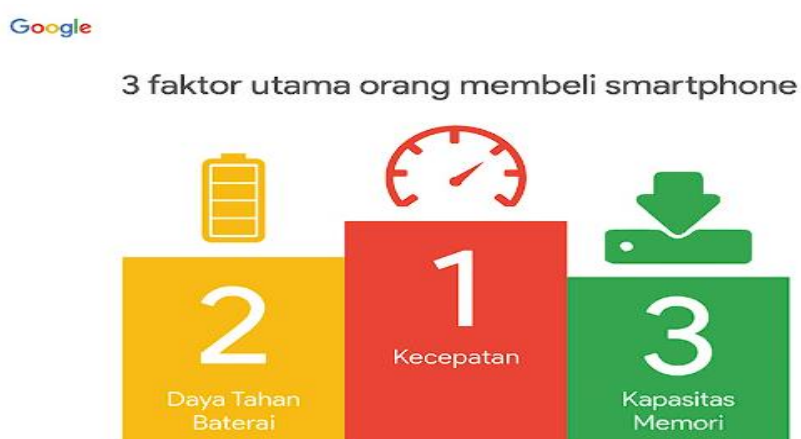 Google
3 faktor utama orang membeli smartphone
2
Daya Tahan
Baterai
1
Kecepatan
3
Kapasitas
Memori